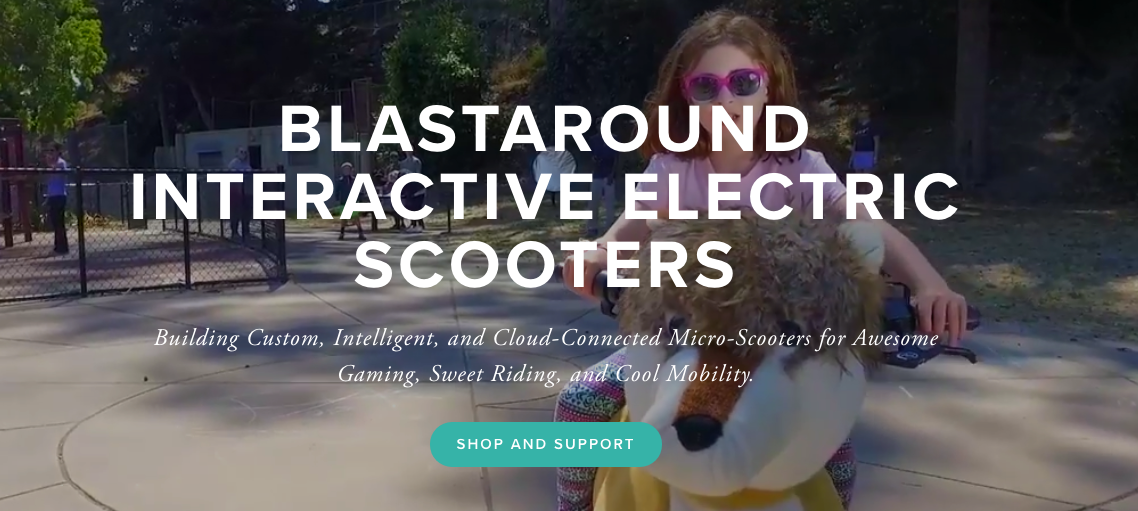 BLASTAROUND
INTERACTIVE ELECTRIC
SCOOTERS
Building Custom, Intelligent, and Cloud-Connected Micro-Scooters for Awesome
Gaming, Sweet Riding, and Cool Mobility.
SHOP AND SUPPORT